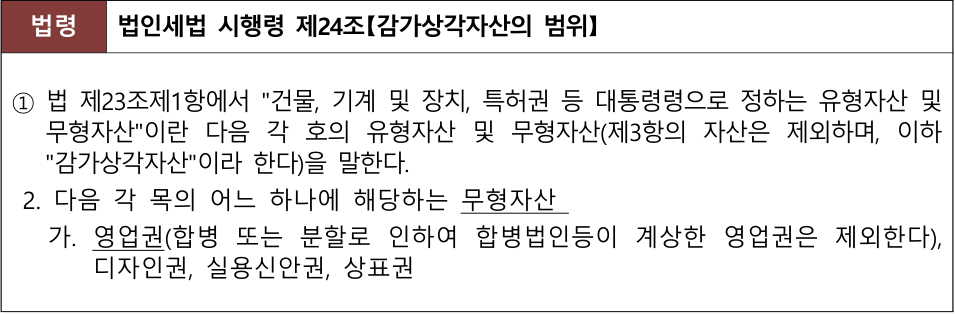 법령 법인세법 시행령 제24조【감가상각자산의 범위】
① 법 제23조제1항에서 "건물, 기계 및 장치, 특허권 등 대통령령으로 정하는 유형자산 및
무형자산"이란 다음 각 호의 유형자산 및 무형자산(제3항의 자산은 제외하며, 이하
"감가상각자산"이라 한다)을 말한다.
2. 다음 각 목의 어느 하나에 해당하는 무형자산
가. 영업권(합병 또는 분할로 인하여 합병법인등이 계상한 영업권은 제외한다),
디자인권, 실용신안권, 상표권